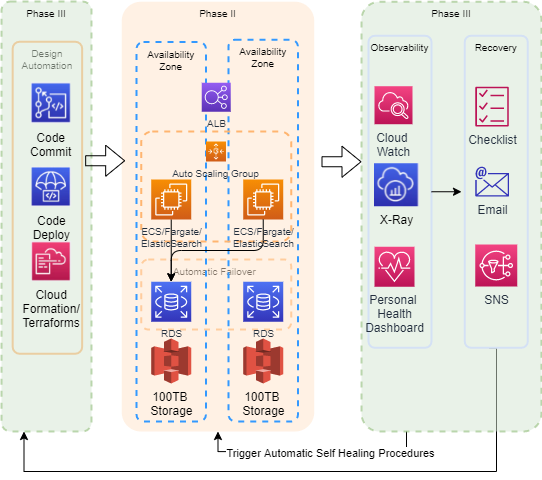 Phase III
Design
Automation
Code
Commit
Code
Deploy
Cloud
Formation/
Terraforms
Phase II
Availability
Zone
Availability
Zone
ALB
Auto Scaling Group
ECS/Fargate/
ElasticSearch
ECS/Fargate/
ElasticSearch
Automatic Failover
RDS
RDS
100TB
Storage
100TB
Storage
Phase III
Observability
Cloud
Watch
X-Ray
Personal
Health
Dashboard
Recovery
Checklist
@
Email
SNS
Trigger Automatic Self Healing Procedures